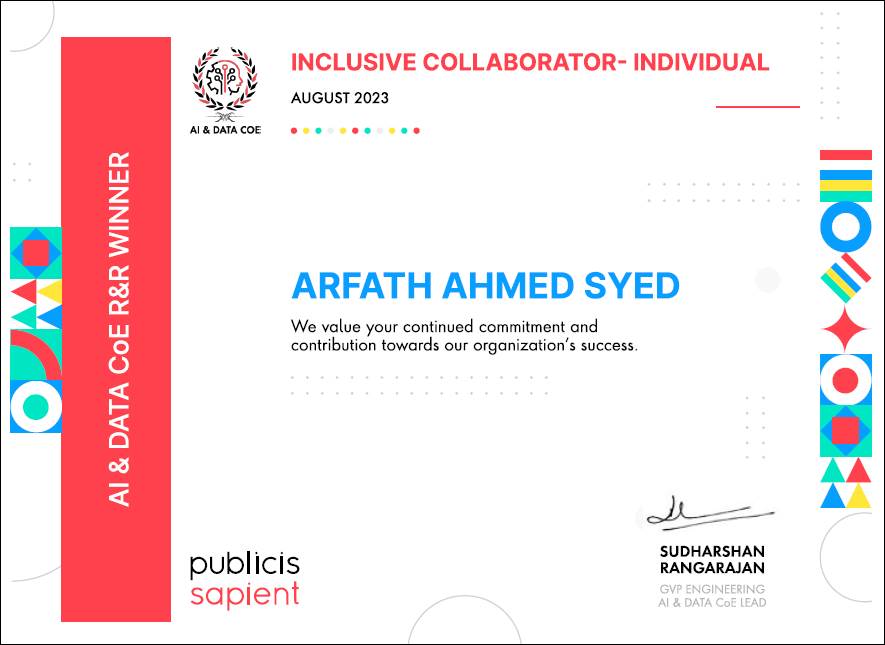 INCLUSIVE COLLABORATOR- INDIVIDUAL
AUGUST 2023
AI & DATA COE
AI & DATA CoE R&R WINNER
ARFATH AHMED SYED
We value your continued commitment and
contribution towards our organization's success.
SUDHARSHAN
RANGARAJAN
GVP ENGINEERING
AI & DATA CoE LEAD
publicis
sapient